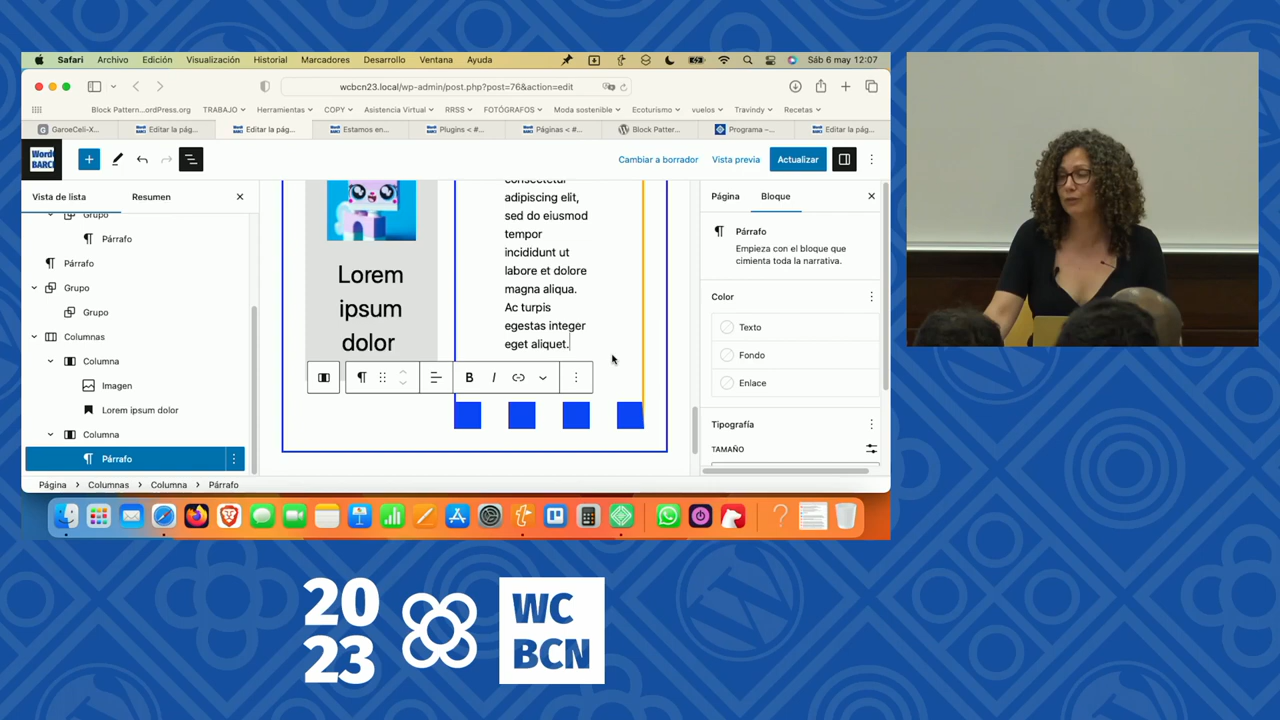 Safari Archivo Edición Visualización Historial Marcadores Desarrollo Ventana Ayuda Sáb 6 may 12:07
wcbcn23.local/wp-admin/post.php?post=76&action=edit
Block Pattern...ordPress.org TRABAJO Herramientas COPY Asistencia Virtual RRSS FOTÓGRAFOS Moda sostenible Ecoturismo vuelos Travindy Recetas
GaroeCeli-X... Editar la pág... Editar la pág... Estamos en... Plugins < #... Páginas < #... Block Patter... Programa –... Editar la pág...
Word
BARC
Cambiar a borrador Vista previa Actualizar
Vista de lista Resumen
Grupo
Párrafo
Párrafo
Grupo
Grupo
Columnas
Columna
Imagen
Lorem ipsum dolor
Columna
Párrafo
Lorem
ipsum
dolor
consectetur
adipiscing elit,
sed do eiusmod
tempor
incididunt ut
labore et dolore
magna aliqua.
Ac turpis
egestas integer
eget aliquet.
B I
Página Bloque
Párrafo
Empieza con el bloque que
cimienta toda la narrativa.
Color
Texto
Fondo
Enlace
Tipografía
TAMAÑO
Página > Columnas > Columna > Párrafo
20
23
WC
BCN